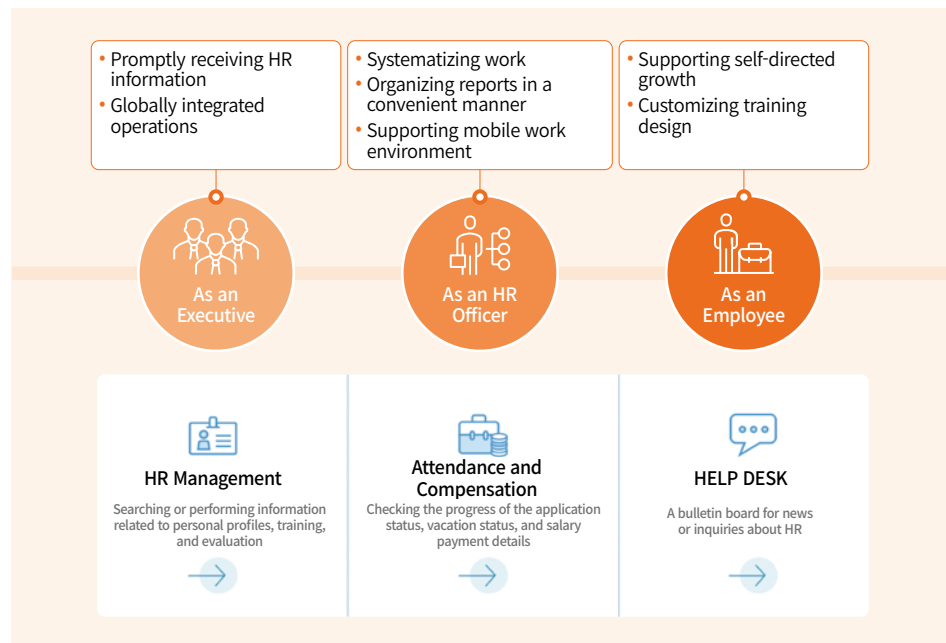 • Promptly receiving HR
information
• Globally integrated
operations
• Systematizing work
• Organizing reports in a
convenient manner
• Supporting mobile work
environment
• Supporting self-directed
growth
• Customizing training
design
As an
Executive
As an HR
Officer
As an
Employee
HR Management
Searching or performing information
related to personal profiles, training,
and evaluation
Attendance and
Compensation
Checking the progress of the application
status, vacation status, and salary
payment details
HELP DESK
A bulletin board for news
or inquiries about HR